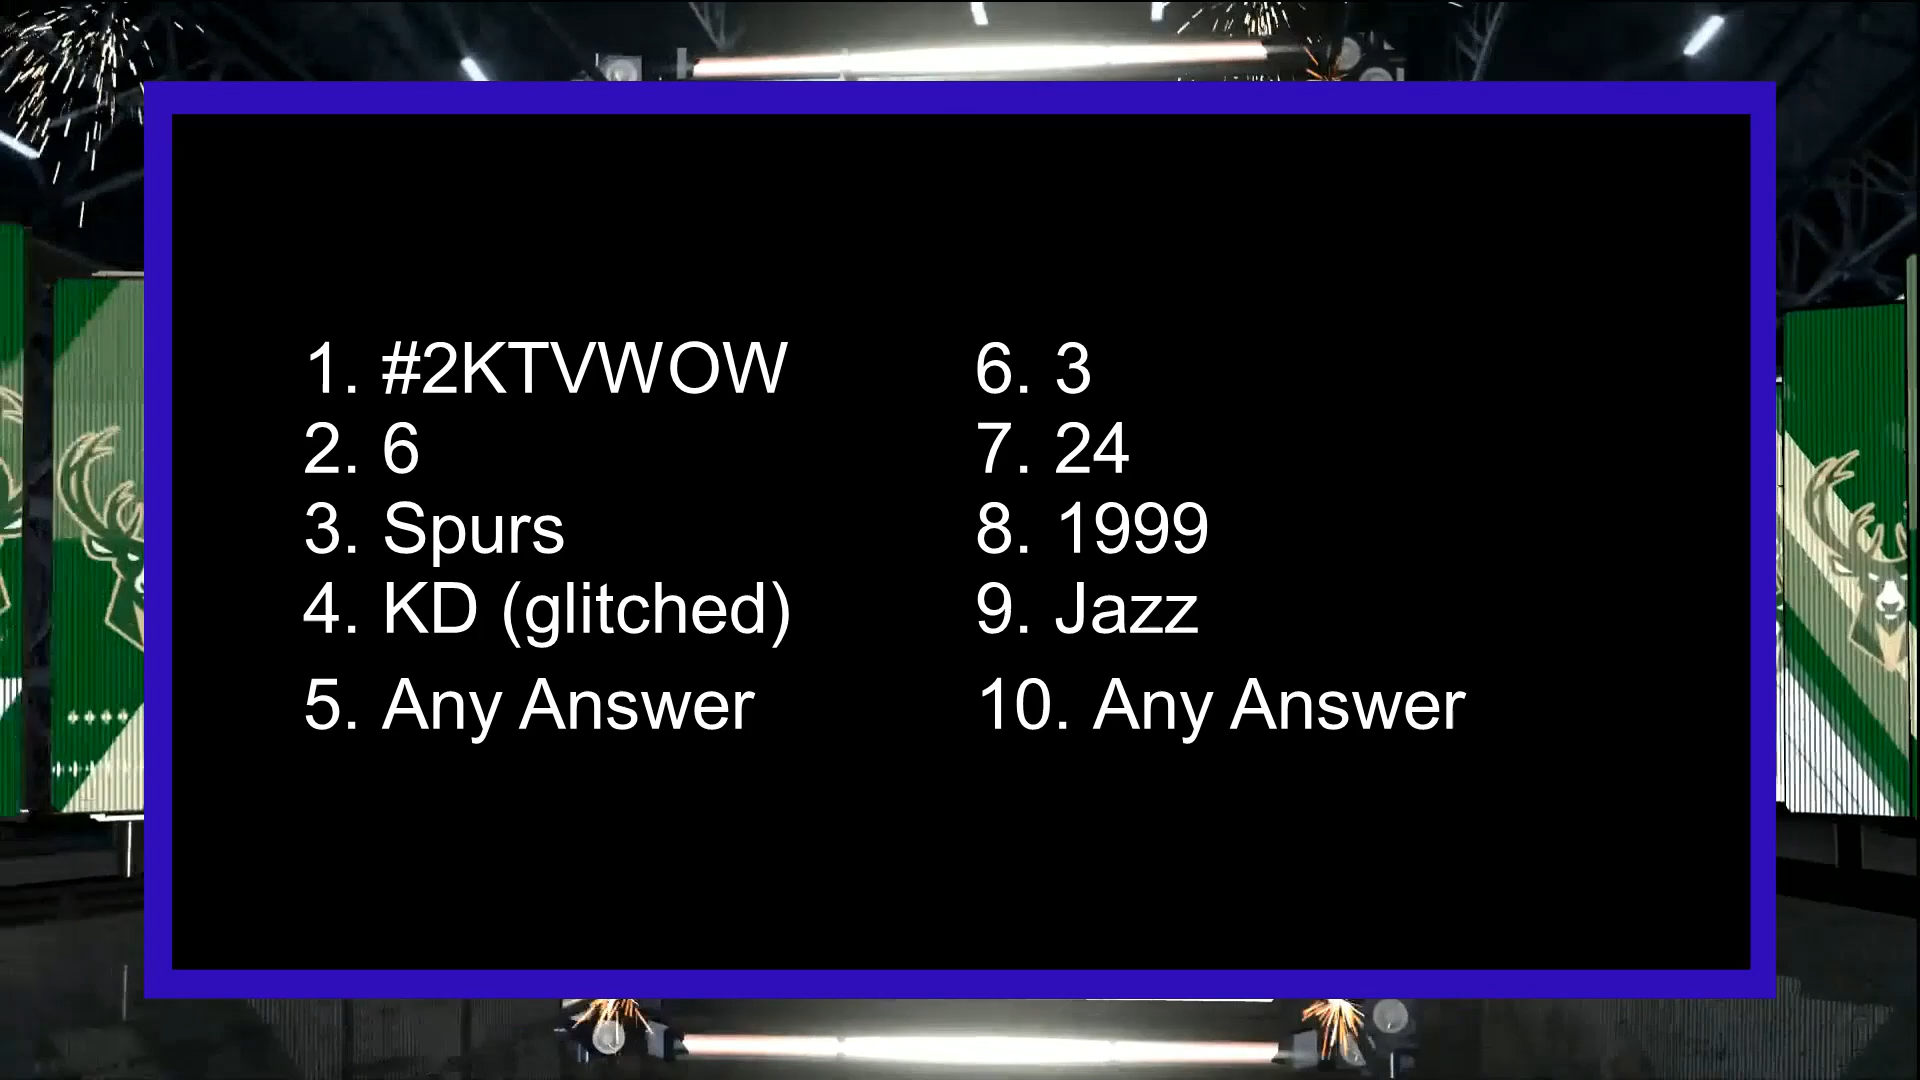 1. #2KTVWOW
2. 6
3. Spurs
4. KD (glitched)
5. Any Answer
6. 3
7. 24
8. 1999
9. Jazz
10. Any Answer